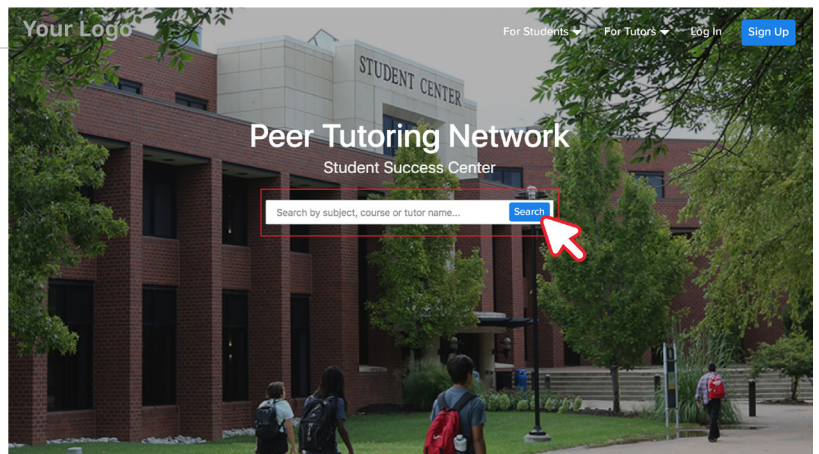 Your Logo
For Students
For Tutors
Log In
Sign Up
STUDENT CENTER
Peer Tutoring Network
Student Success Center
Search by subject, course or tutor name...
Search